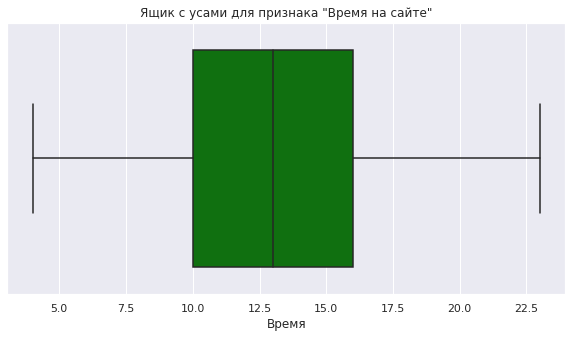 Ящик с усами для признака "Время на сайте"
5.0 7.5 10.0 12.5 15.0 17.5 20.0 22.5
Время